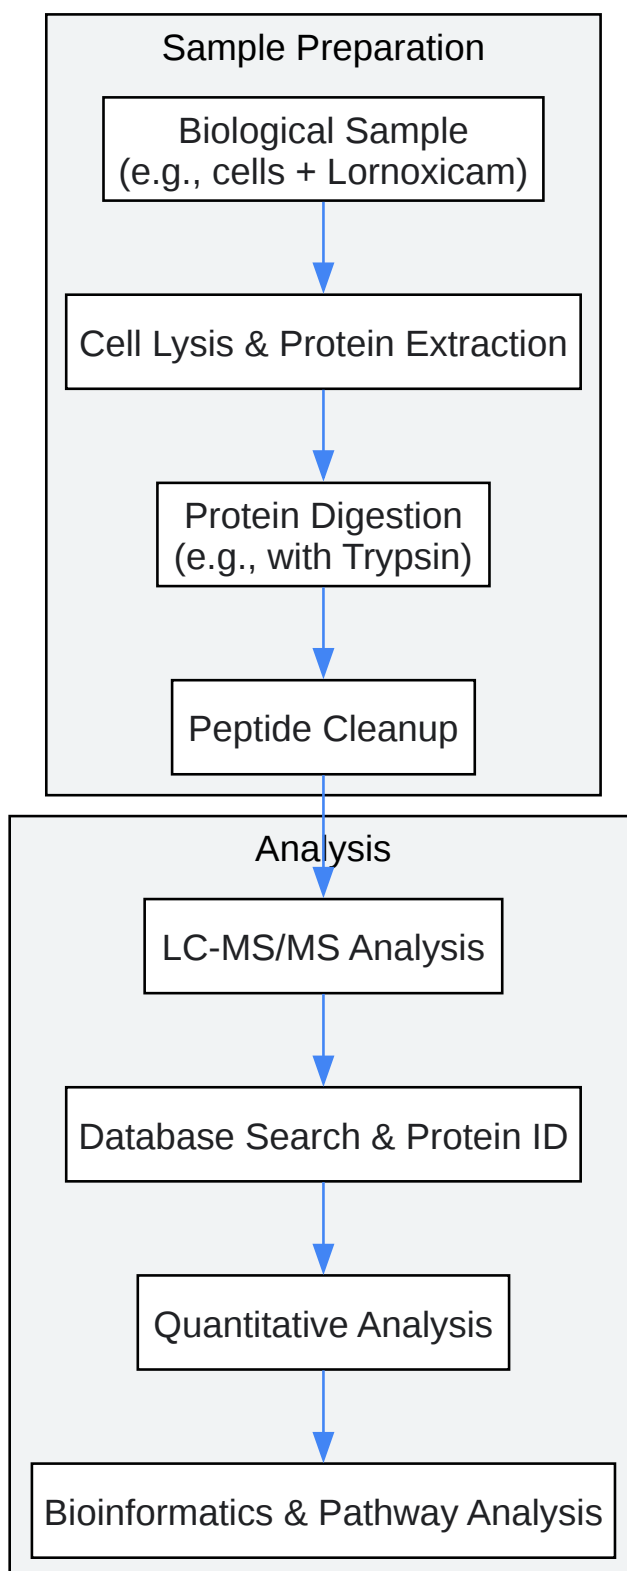 Sample Preparation
Biological Sample
(e.g., cells + Lornoxicam)
Cell Lysis & Protein Extraction
Protein Digestion
(e.g., with Trypsin)
Peptide Cleanup
Analysis
LC-MS/MS Analysis
Database Search & Protein ID
Quantitative Analysis
Bioinformatics & Pathway Analysis